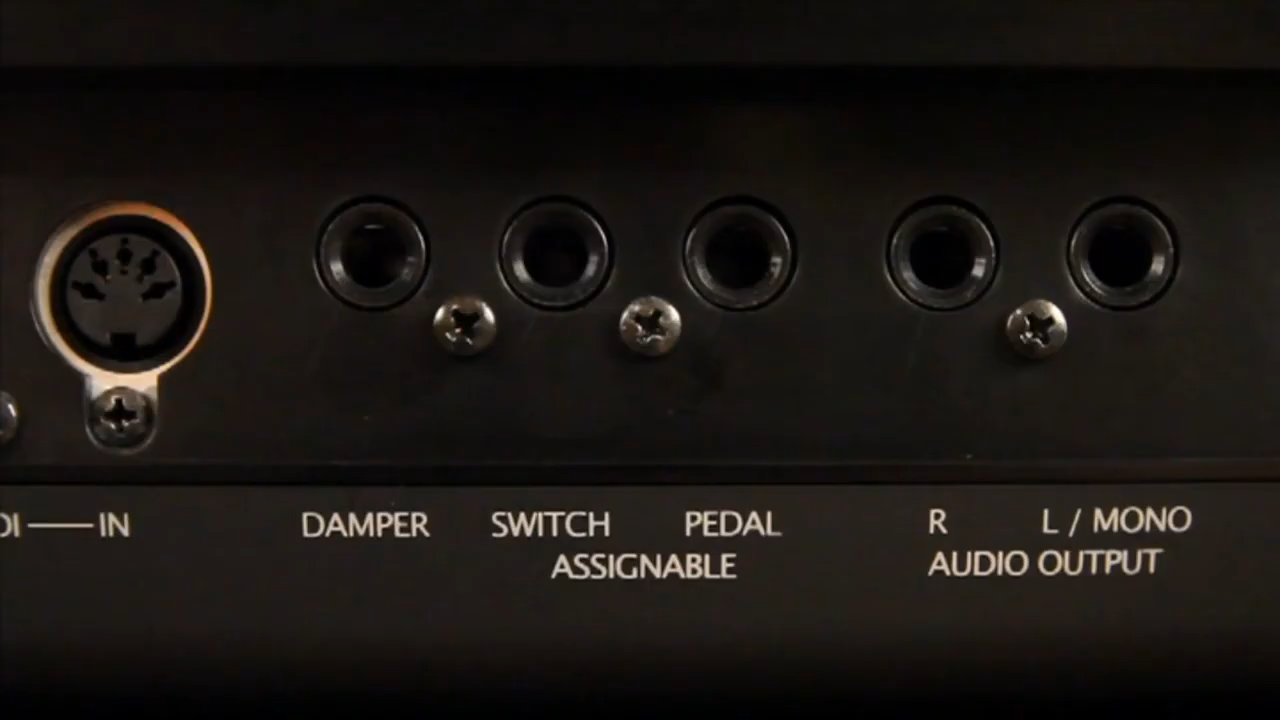 DI — IN DAMPER SWITCH PEDAL R L / MONO
ASSIGNABLE AUDIO OUTPUT